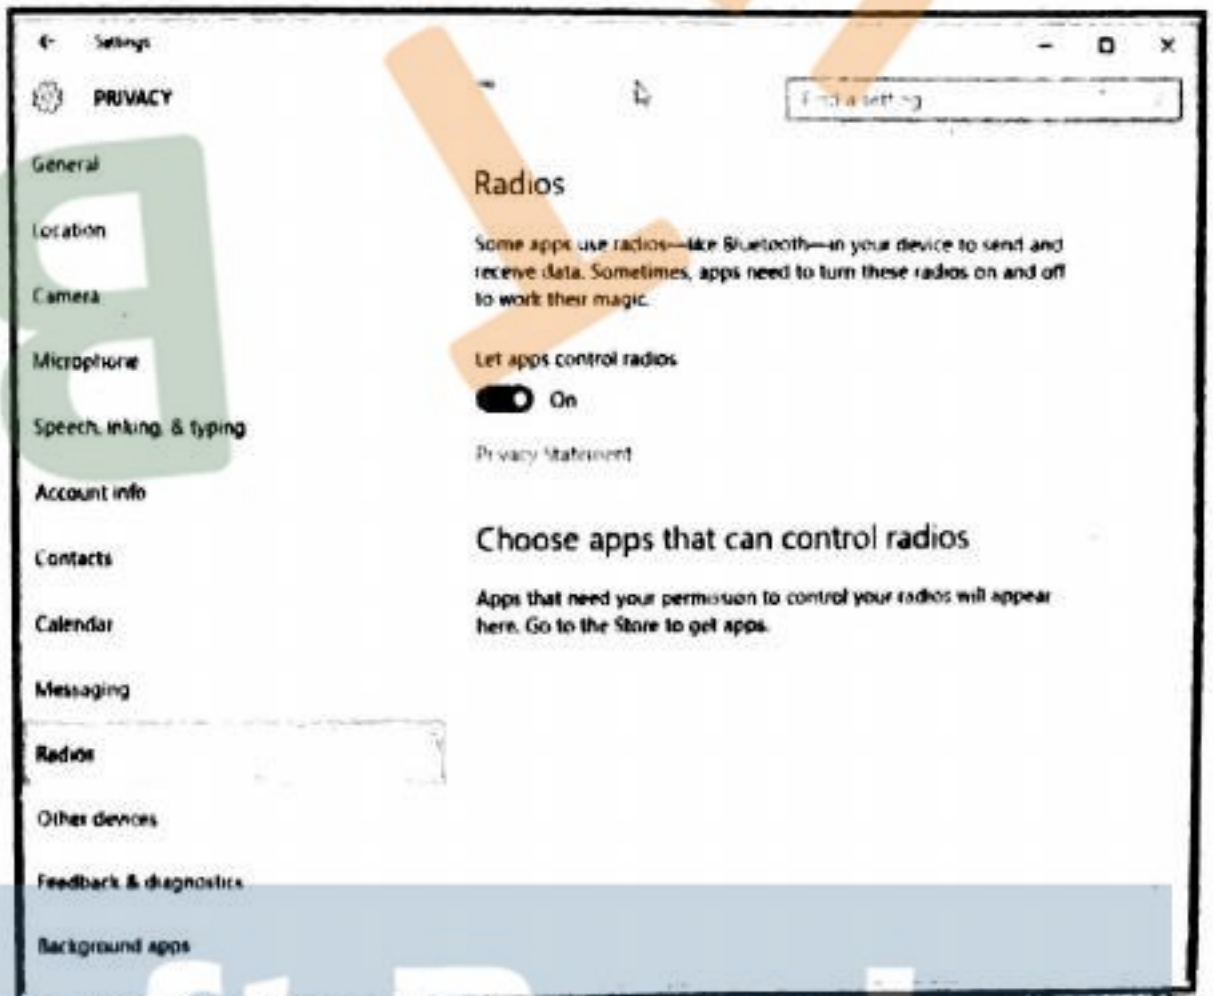 Settings
PRIVACY
Find a setting
General
Location
Camera
Microphone
Speech, inking, & typing
Account info
Contacts
Calendar
Messaging
Radios
Other devices
Feedback & diagnostics
Background apps
Radios
Some apps use radios—like Bluetooth—in your device to send and
receive data. Sometimes, apps need to turn these radios on and off
to work their magic.
Let apps control radios
On
Privacy Statement
Choose apps that can control radios
Apps that need your permission to control your radios will appear
here. Go to the Store to get apps.